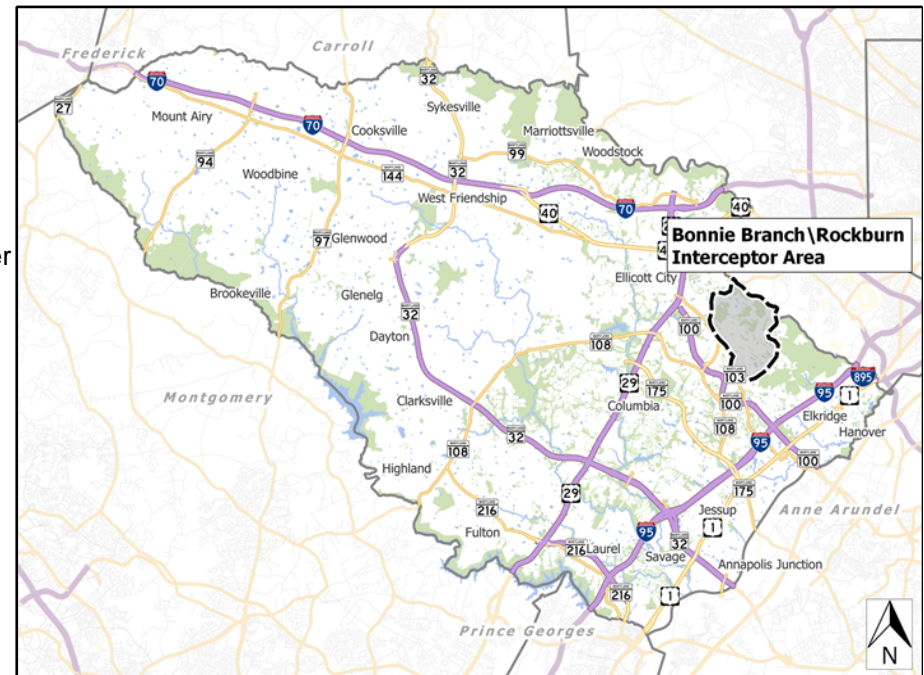 Frederick
Carroll
MARYLAND
32
70
27
Mount Airy
Sykesville
Cooksville
70
Marriottsville
99
Woodstock
94
Woodbine
144
32
West Friendship
40
70
40
er
97
Glenwood
Bonnie Branch\Rockburn
Interceptor Area
Ellicott City
Brookeville
Glenelg
32
Dayton
108
100
Montgomery
29
175
103
95
895
1
Columbia
100
Elkridge
Clarksville
108
Hanover
32
95
108
100
Highland
29
175
216
Jessup
Anne Arundel
Fulton
95
1
216
Laurel
Savage
32
Annapolis Junction
216
1
Prince Georges
N